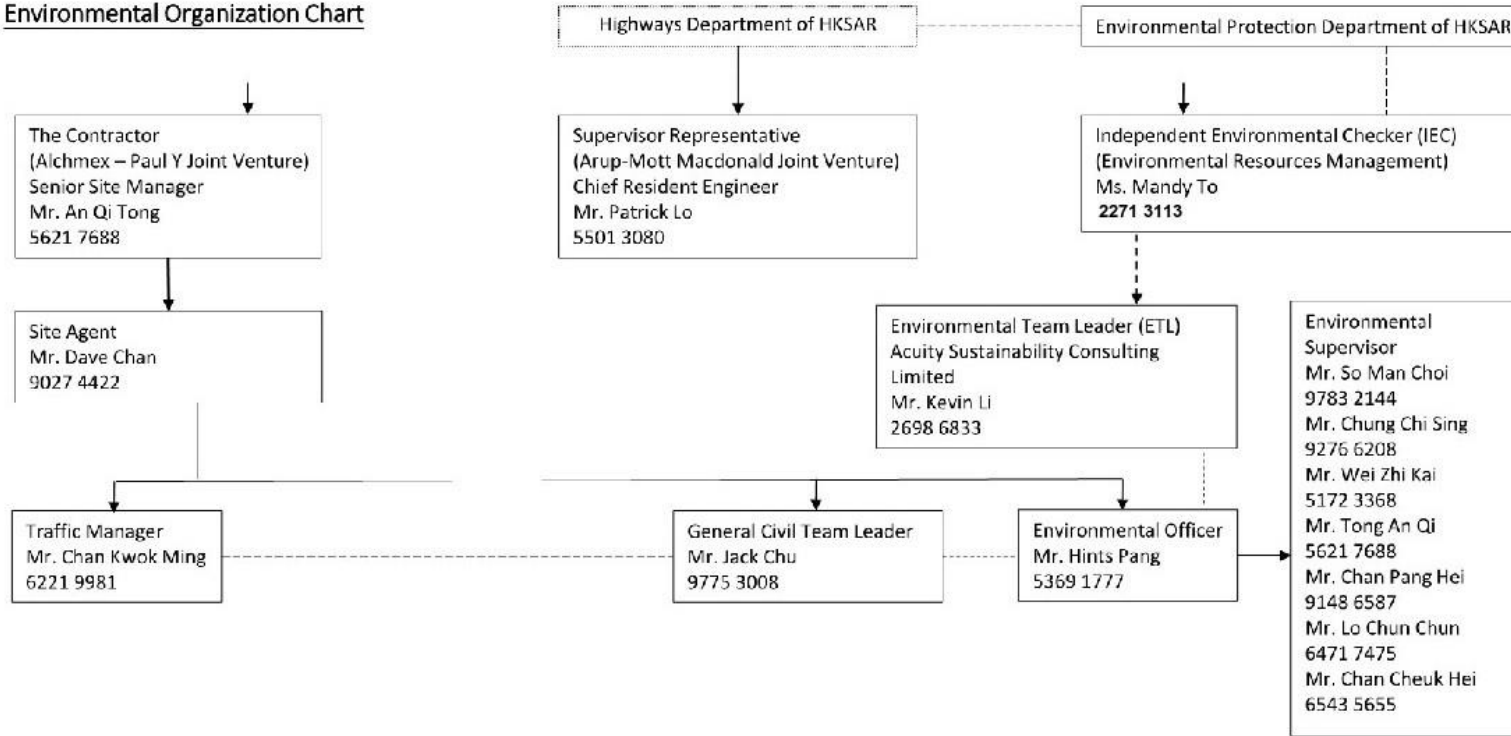 Environmental Organization Chart
Highways Department of HKSAR
Environmental Protection Department of HKSAR
The Contractor
(Alchmex – Paul Y Joint Venture)
Senior Site Manager
Mr. An Qi Tong
5621 7688
Supervisor Representative
(Arup-Mott Macdonald Joint Venture)
Chief Resident Engineer
Mr. Patrick Lo
5501 3080
Independent Environmental Checker (IEC)
(Environmental Resources Management)
Ms. Mandy To
2271 3113
Site Agent
Mr. Dave Chan
9027 4422
Environmental Team Leader (ETL)
Acuity Sustainability Consulting
Limited
Mr. Kevin Li
2698 6833
Environmental
Supervisor
Mr. So Man Choi
9783 2144
Mr. Chung Chi Sing
9276 6208
Mr. Wei Zhi Kai
5172 3368
Mr. Tong An Qi
5621 7688
Mr. Chan Pang Hei
9148 6587
Mr. Lo Chun Chun
6471 7475
Mr. Chan Cheuk Hei
6543 5655
Traffic Manager
Mr. Chan Kwok Ming
6221 9981
General Civil Team Leader
Mr. Jack Chu
9775 3008
Environmental Officer
Mr. Hints Pang
5369 1777